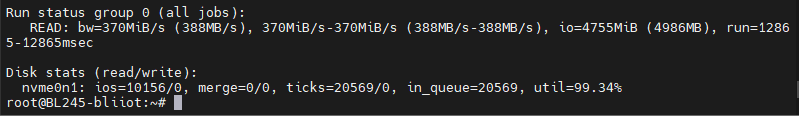 Run status group 0 (all jobs):
   READ: bw=370MiB/s (388MB/s), 370MiB/s-370MiB/s (388MB/s-388MB/s), io=4755MiB (4986MB), run=1286
5-12865msec

Disk stats (read/write):
  nvme0n1: ios=10156/0, merge=0/0, ticks=20569/0, in_queue=20569, util=99.34%
root@BL245-bliiot:~#